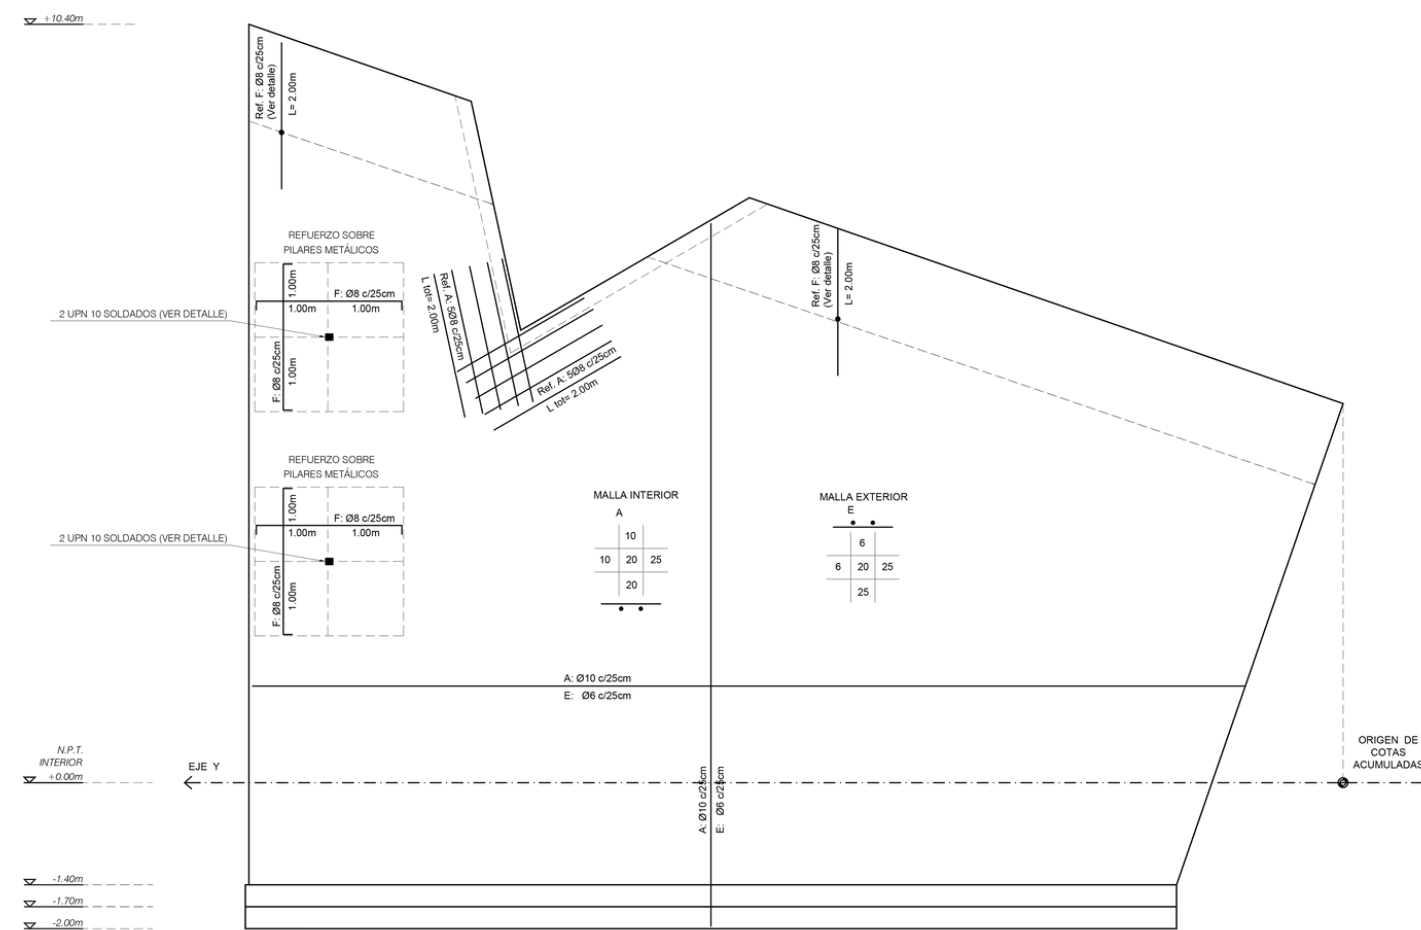 +10.40m
Ref. F: Ø8 c/25cm
(Ver detalle)
L= 2.00m
REFUERZO SOBRE
PILARES METÁLICOS
1.00m
F: Ø8 c/25cm
1.00m
1.00m
2 UPN 10 SOLDADOS (VER DETALLE)
F: Ø8 c/25cm
1.00m
Ref. A: 5Ø8 c/25cm
L tot= 2.00m
Ref. A: 5Ø8 c/25cm
L tot= 2.00m
Ref. F: Ø8 c/25cm
(Ver detalle)
L= 2.00m
REFUERZO SOBRE
PILARES METÁLICOS
1.00m
F: Ø8 c/25cm
1.00m
1.00m
2 UPN 10 SOLDADOS (VER DETALLE)
F: Ø8 c/25cm
1.00m
MALLA INTERIOR
A
10
10 20 25
20
MALLA EXTERIOR
E
6
6 20 25
25
A: Ø10 c/25cm
E: Ø6 c/25cm
N.P.T.
INTERIOR
+0.00m
EJE Y
A: Ø10 c/25cm
E: Ø6 c/25cm
ORIGEN DE
COTAS
ACUMULADAS
-1.40m
-1.70m
-2.00m